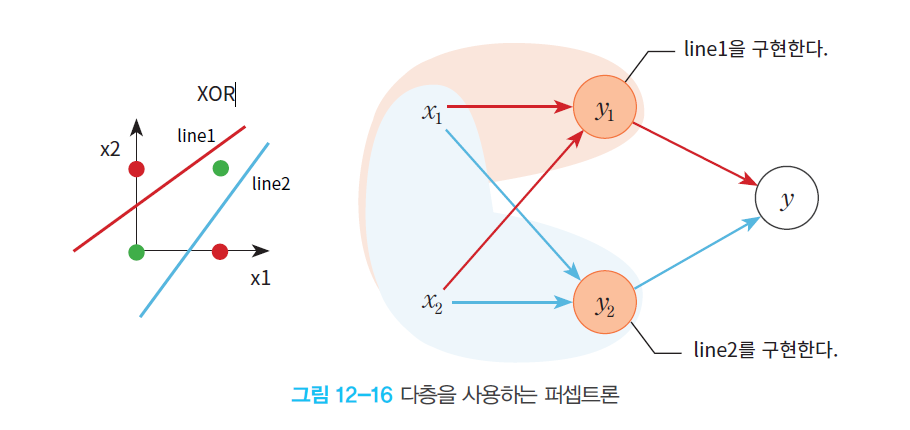 XOR
line1
x2
line2
x1
x₁
x₂
y₁
y₂
y
line1을 구현한다.
line2를 구현한다.
그림 12-16 다층을 사용하는 퍼셉트론